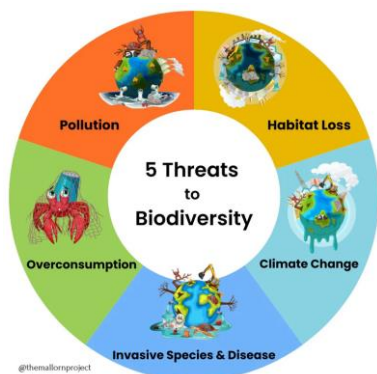 5 Threats
to
Biodiversity
Pollution
Habitat Loss
Overconsumption
Climate Change
Invasive Species & Disease
@themallornproject